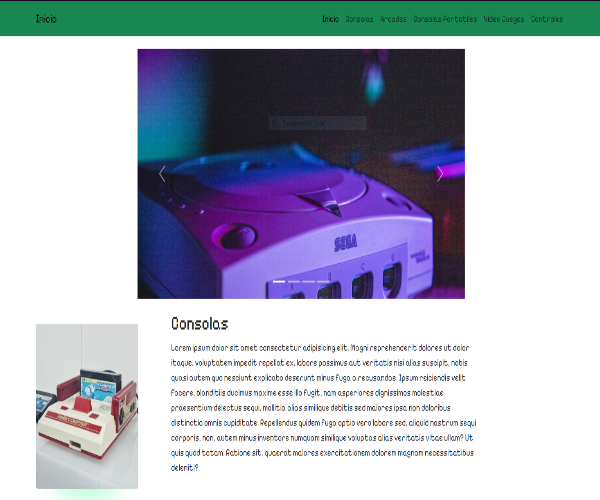 Inicio
Inicio Consolas Arcades Consolas Portatiles Video Juegos Controles
SEGA
A B C D
Consolas
Lorem ipsum dolor sit amet consectetur adipisicing elit. Magni reprehenderit dolores ut dolor
itaque, voluptatem impedit repellat ex, labore possimus aut veritatis nisi alias suscipit, nobis
quasi autem quo nesciunt explicabo deserunt minus fuga a recusandae. Ipsum reiciendis velit
facere, blanditiis ducimus maxime esse illo fugit, nam asperiores dignissimos molestiae
praesentium delectus sequi, mollitia, alias similique debitis sed maiores ipsa non doloribus
distinctio omnis cupiditate. Repellendus quidem fuga optio vero labore sed, aliquid nostrum sequi
corporis, non, autem minus inventore numquam similique voluptas alias veritatis vitae ullam? Ut
quis quod totam. Ratione sit, quaerat maiores exercitationem dolorem magnam necessitatibus
deleniti?